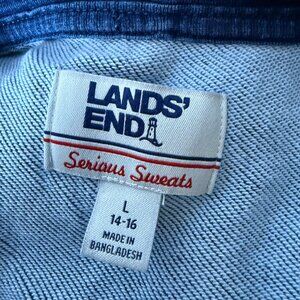 LANDS'
END
Serious Sweats
L
14-16
MADE IN
BANGLADESH